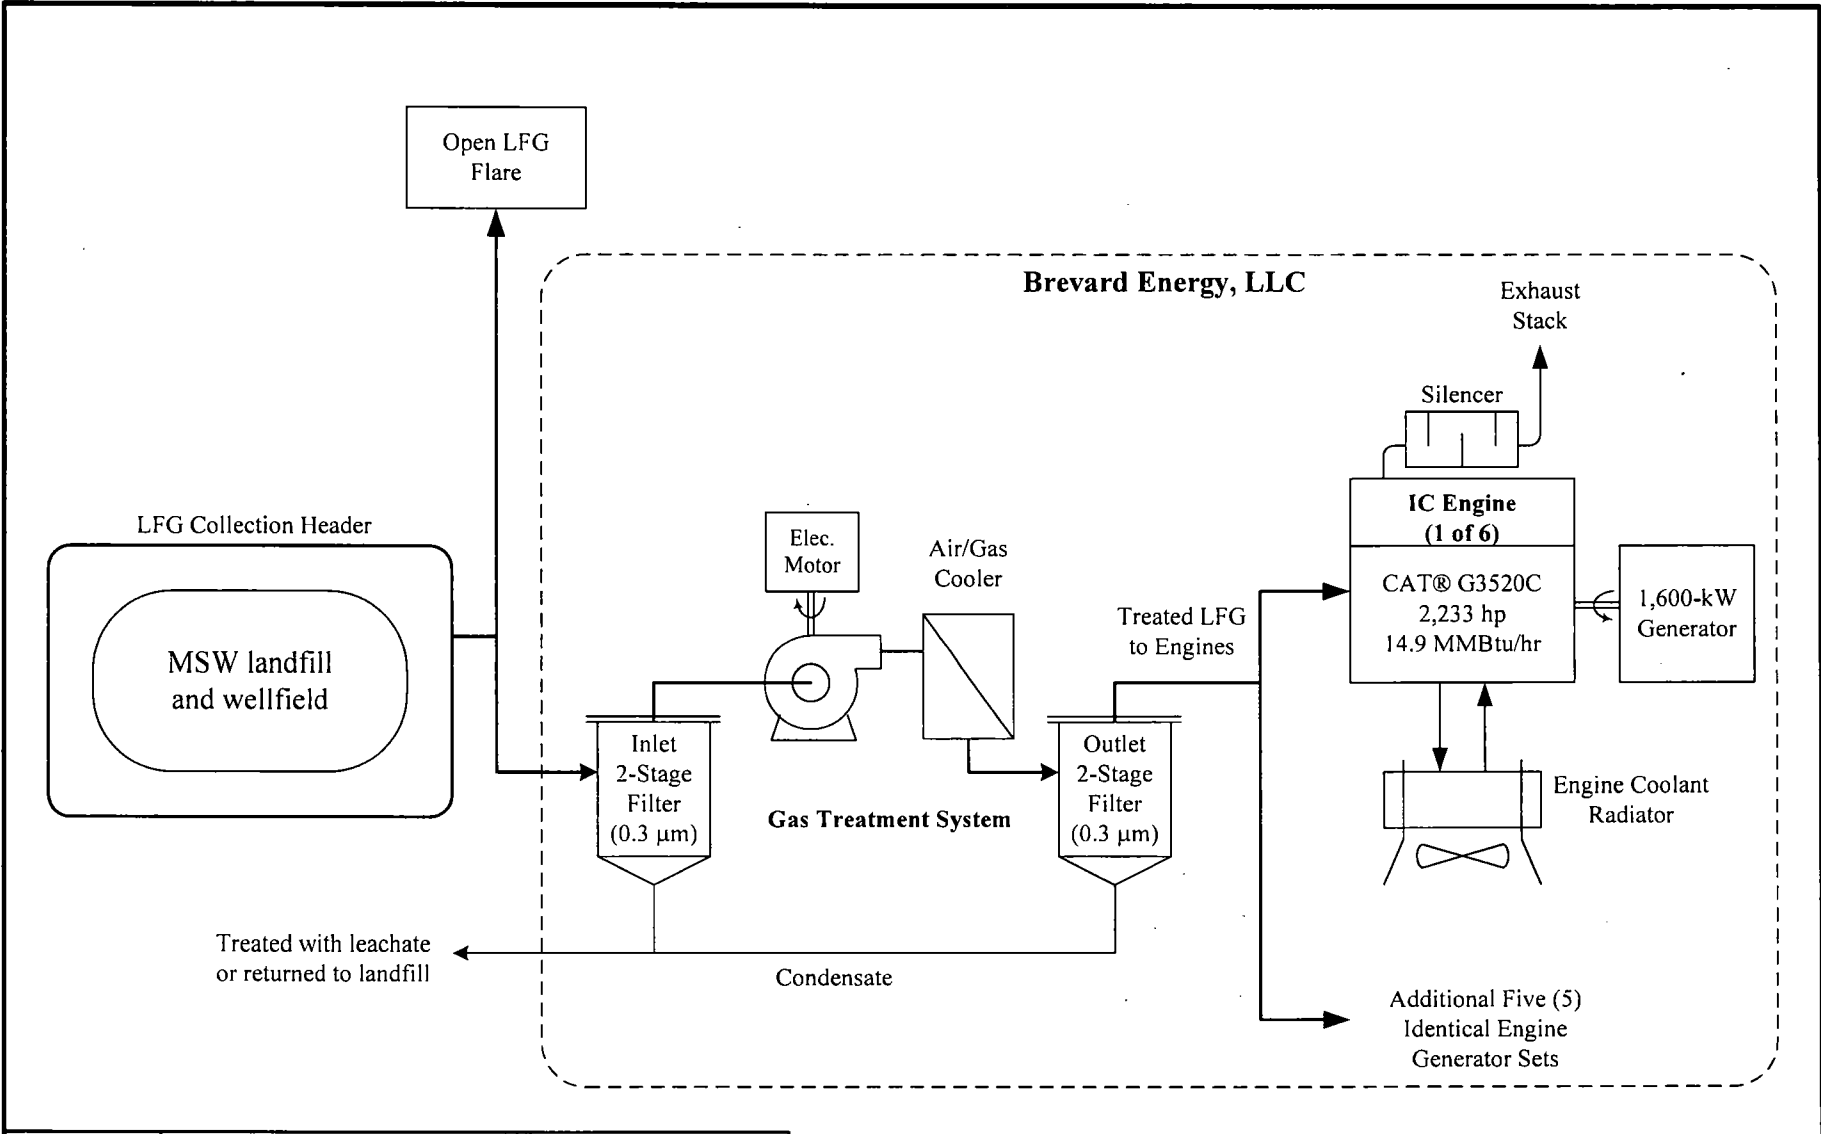 Open LFG
Flare
Brevard Energy, LLC
Exhaust
Stack
Silencer
LFG Collection Header
MSW landfill
and wellfield
Elec.
Motor
Air/Gas
Cooler
IC Engine
(1 of 6)
CAT® G3520C
2,233 hp
14.9 MMBtu/hr
1,600-kW
Generator
Treated LFG
to Engines
Inlet
2-Stage
Filter
(0.3 µm)
Gas Treatment System
Outlet
2-Stage
Filter
(0.3 µm)
Engine Coolant
Radiator
Treated with leachate
or returned to landfill
Condensate
Additional Five (5)
Identical Engine
Generator Sets